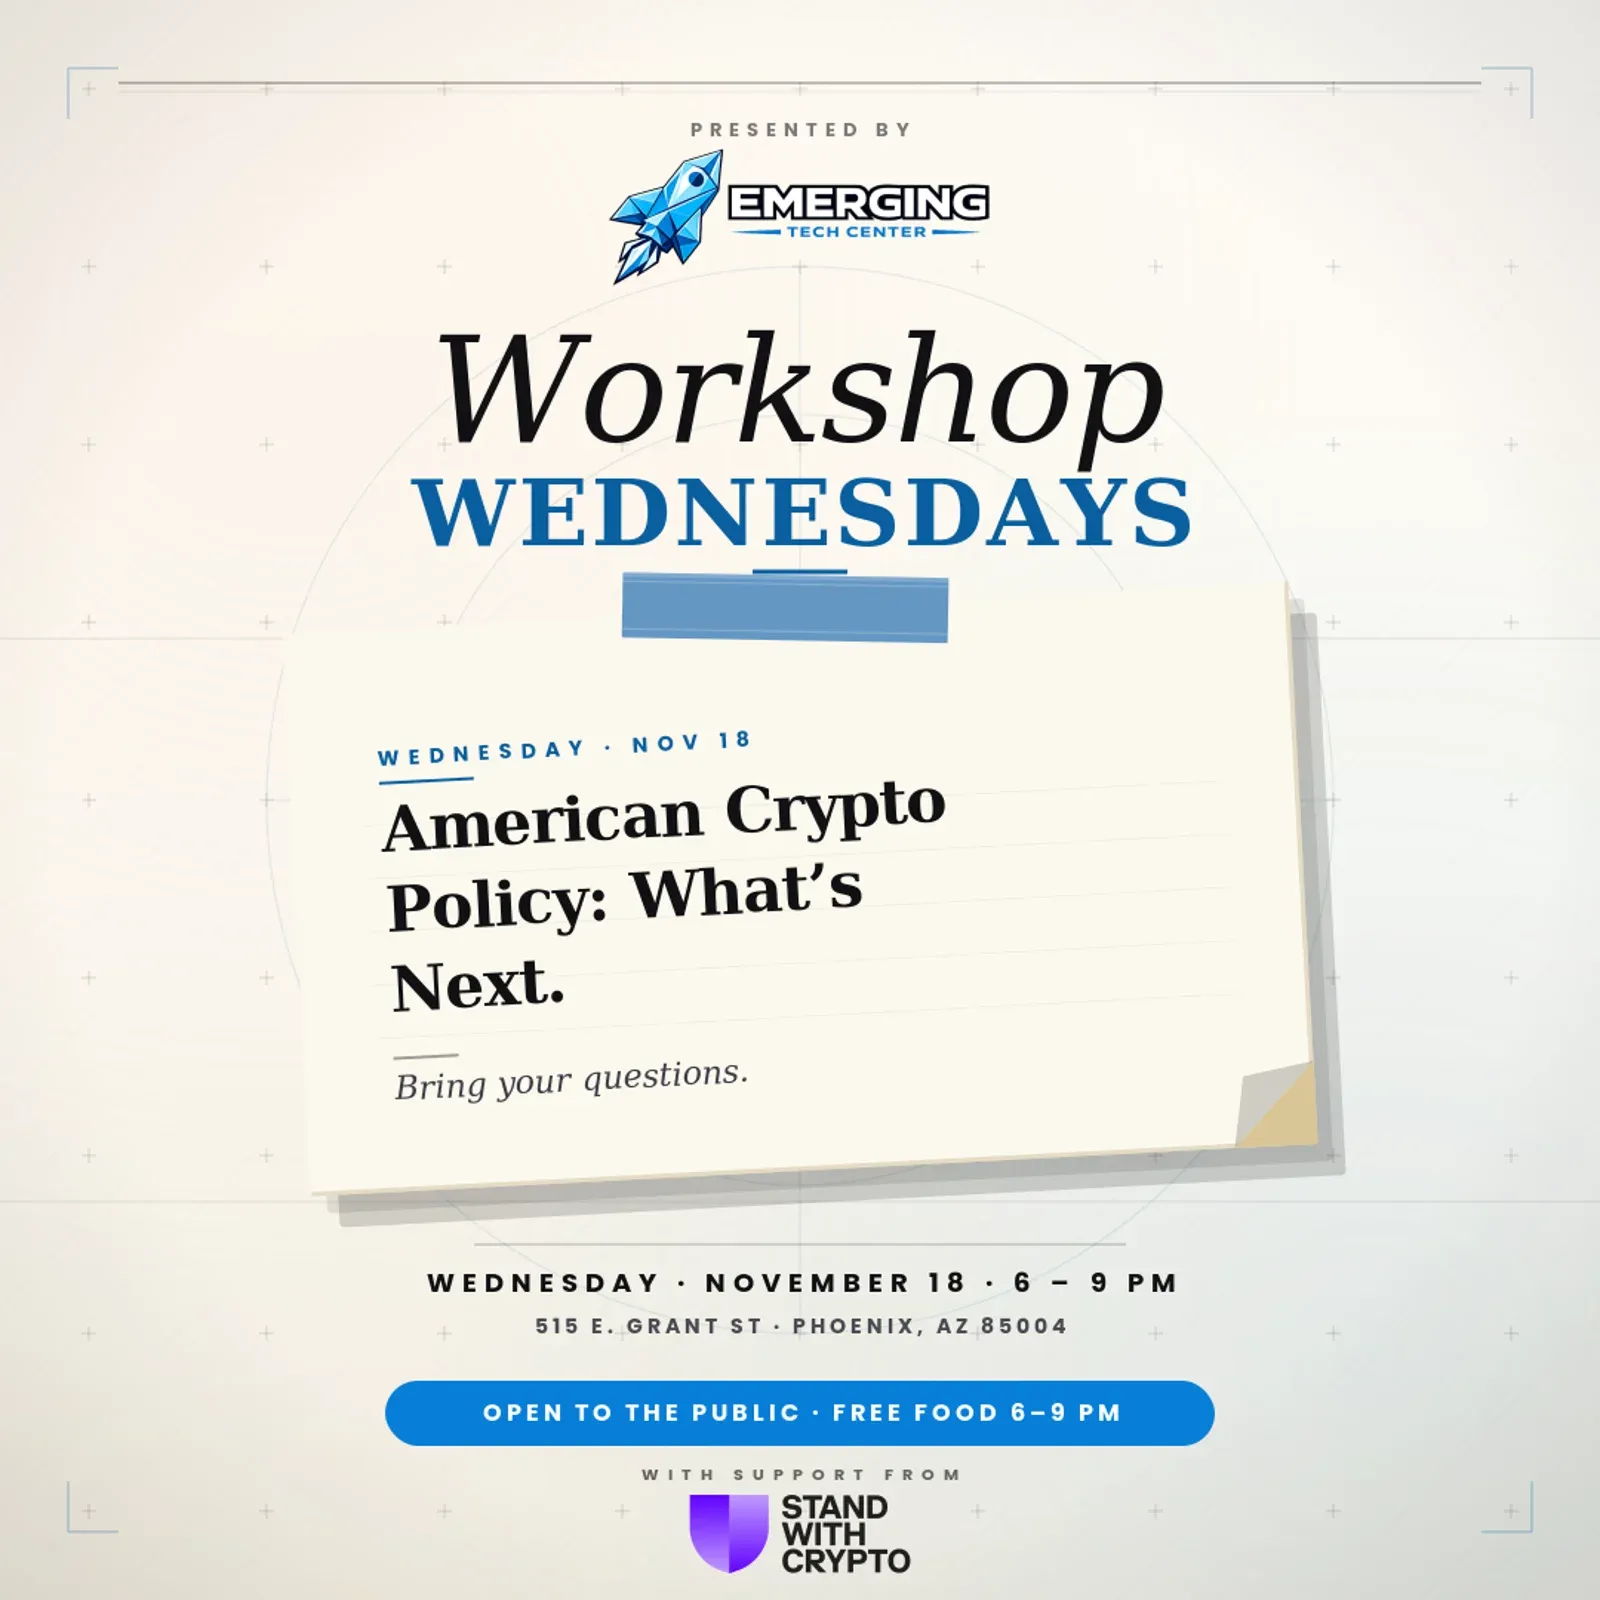 PRESENTED BY
EMERGING
TECH CENTER
Workshop
WEDNESDAYS
WEDNESDAY · NOV 18
American Crypto
Policy: What’s
Next.
Bring your questions.
WEDNESDAY · NOVEMBER 18 · 6 – 9 PM
515 E. GRANT ST · PHOENIX, AZ 85004
OPEN TO THE PUBLIC · FREE FOOD 6–9 PM
WITH SUPPORT FROM
STAND
WITH
CRYPTO